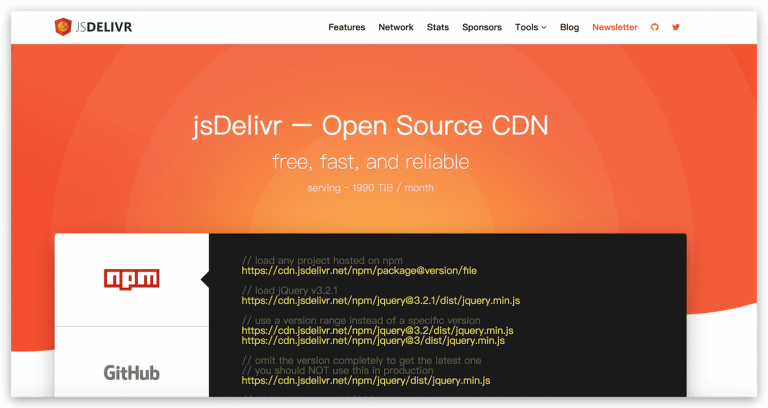 JSDELIVR
Features Network Stats Sponsors Tools Blog Newsletter
jsDelivr — Open Source CDN
free, fast, and reliable
serving ~ 1990 TiB / month
npm
// load any project hosted on npm
https://cdn.jsdelivr.net/npm/package@version/file
// load jQuery v3.2.1
https://cdn.jsdelivr.net/npm/jquery@3.2.1/dist/jquery.min.js
// use a version range instead of a specific version
https://cdn.jsdelivr.net/npm/jquery@3.2/dist/jquery.min.js
https://cdn.jsdelivr.net/npm/jquery@3/dist/jquery.min.js
// omit the version completely to get the latest one
// you should NOT use this in production
https://cdn.jsdelivr.net/npm/jquery/dist/jquery.min.js
GitHub